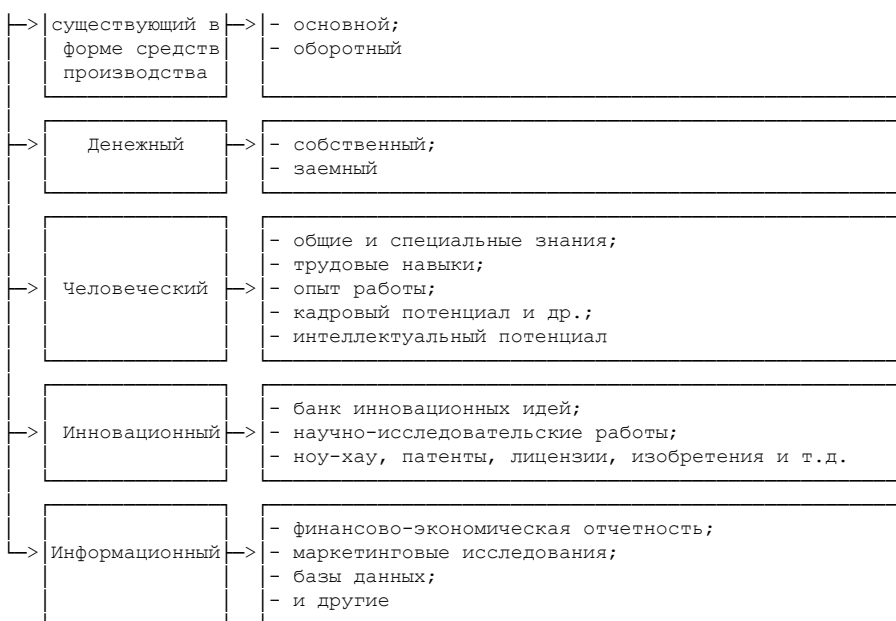 существующий в
форме средств
производства
- основной;
- оборотный
Денежный
- собственный;
- заемный
Человеческий
- общие и специальные знания;
- трудовые навыки;
- опыт работы;
- кадровый потенциал и др.;
- интеллектуальный потенциал
Инновационный
- банк инновационных идей;
- научно-исследовательские работы;
- ноу-хау, патенты, лицензии, изобретения и т.д.
Информационный
- финансово-экономическая отчетность;
- маркетинговые исследования;
- базы данных;
- и другие